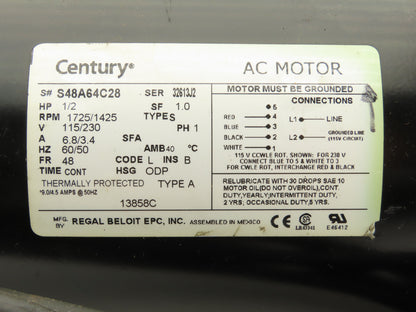 Century®
AC MOTOR
S# S48A64C28 SER 32613J2
HP 1/2 SF 1.0
RPM 1725/1425 TYPE S
V 115/230 PH 1
A 6.8/3.4 SFA
HZ 60/50 AMB 40 °C
FR 48 CODE L INS B
TIME CONT HSG ODP
THERMALLY PROTECTED TYPE A
*9.0/4.5 AMPS @ 50HZ
13858C
MFG. BY REGAL BELOIT EPC, INC. ASSEMBLED IN MEXICO
MOTOR MUST BE GROUNDED
CONNECTIONS
5
RED 4 L1 LINE
BLUE 3
BLACK 2 L2 GROUNDED LINE (115V CIRCUIT)
WHITE 1
115 V CCWLE ROT. SHOWN: FOR 230 V
CONNECT BLUE TO 5 & WHITE TO 3
FOR CWLE ROT, INTERCHANGE RED & BLACK
RELUBRICATE WITH 30 DROPS SAE 10
MOTOR OIL (DO NOT OVEROIL). CONT.
DUTY, YEARLY; INTERMITTENT DUTY,
2 YRS; OCCASIONAL DUTY, 5 YRS.
E46412